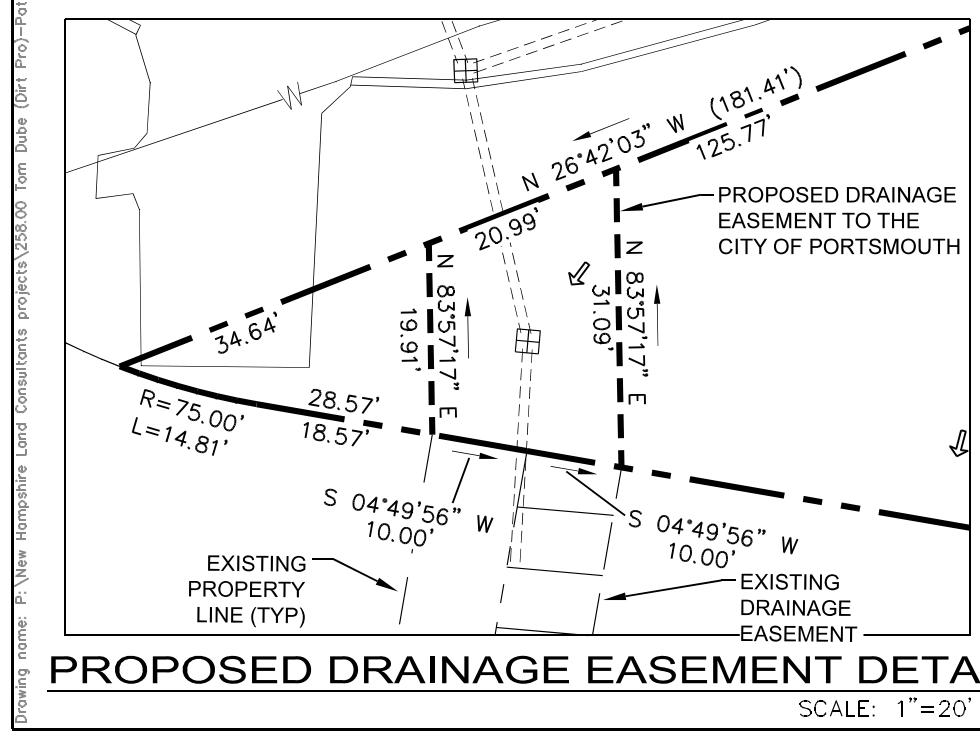 Drawing name: P:\New Hampshire Land Consultants projects\258.00 Tom Dube (Dirt Pro)-Pat
(181.41')
N 26°42'03" W
125.77'
20.99'
34.64'
PROPOSED DRAINAGE
EASEMENT TO THE
CITY OF PORTSMOUTH
N 83°57'17" E
19.91'
N 83°57'17" E
31.09'
R=75.00'
L=14.81'
28.57'
18.57'
S 04°49'56" W
10.00'
S 04°49'56" W
10.00'
EXISTING
PROPERTY
LINE (TYP)
EXISTING
DRAINAGE
EASEMENT
PROPOSED DRAINAGE EASEMENT DETA
SCALE: 1"=20'